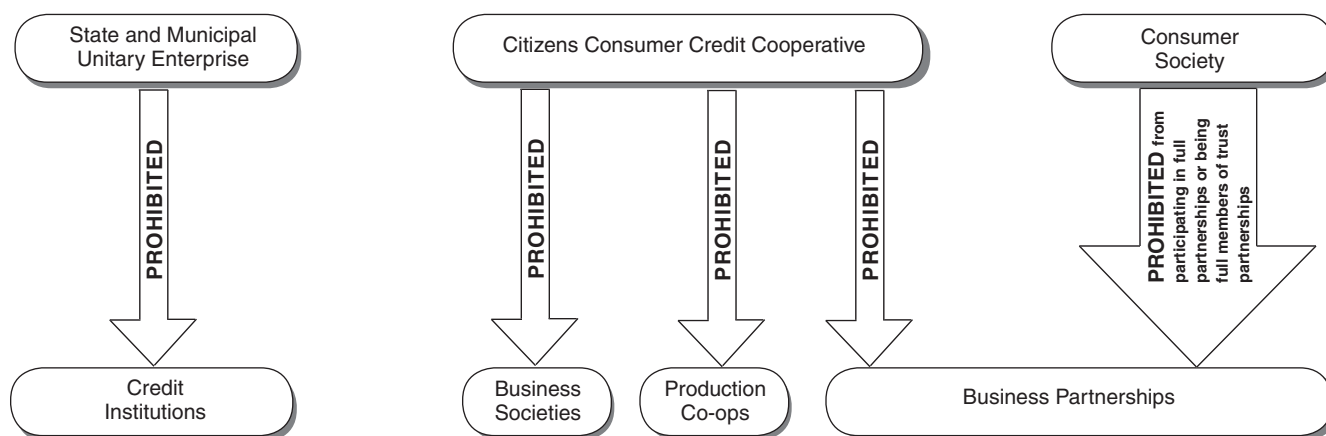 State and Municipal
Unitary Enterprise
Citizens Consumer Credit Cooperative
Consumer
Society
PROHIBITED
PROHIBITED
PROHIBITED
PROHIBITED
PROHIBITED from
participating in full
partnerships or being
full members of trust
partnerships
Credit
Institutions
Business
Societies
Production
Co-ops
Business Partnerships